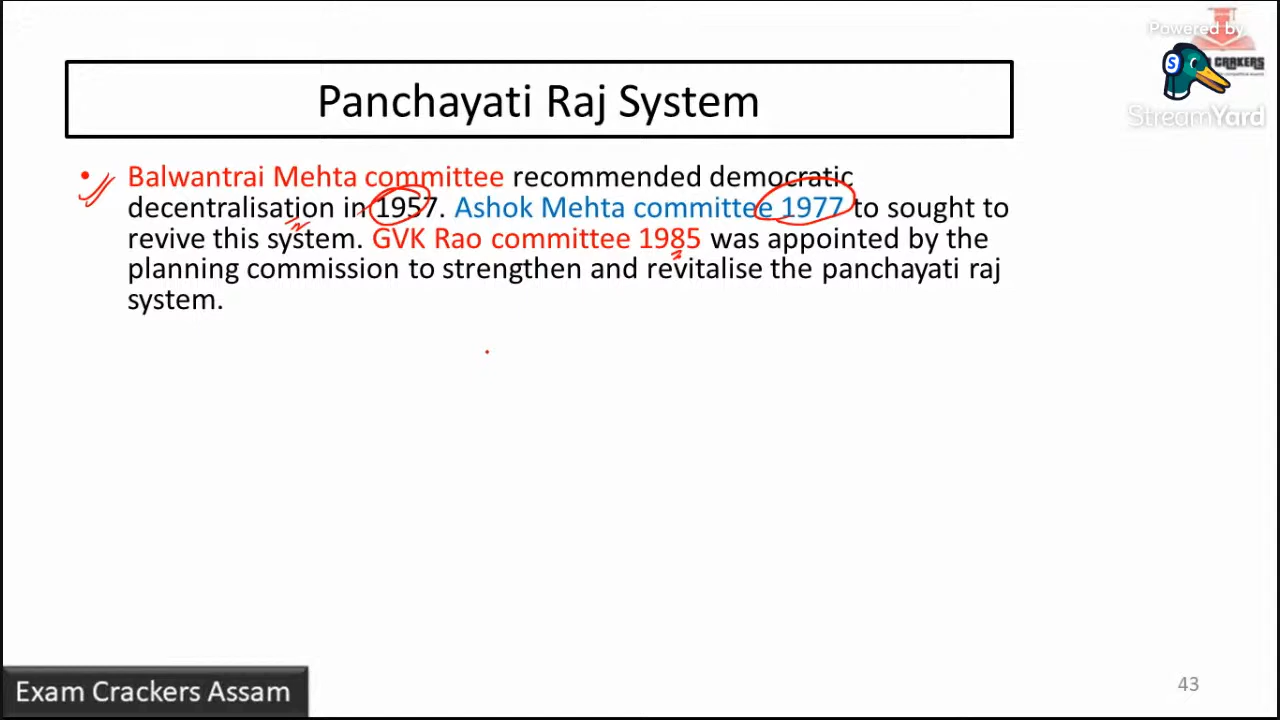 Powered by
CRAKERS
StreamYard
Panchayati Raj System
• Balwantrai Mehta committee recommended democratic
decentralisation in 1957. Ashok Mehta committee 1977 to sought to
revive this system. GVK Rao committee 1985 was appointed by the
planning commission to strengthen and revitalise the panchayati raj
system.
Exam Crackers Assam
43